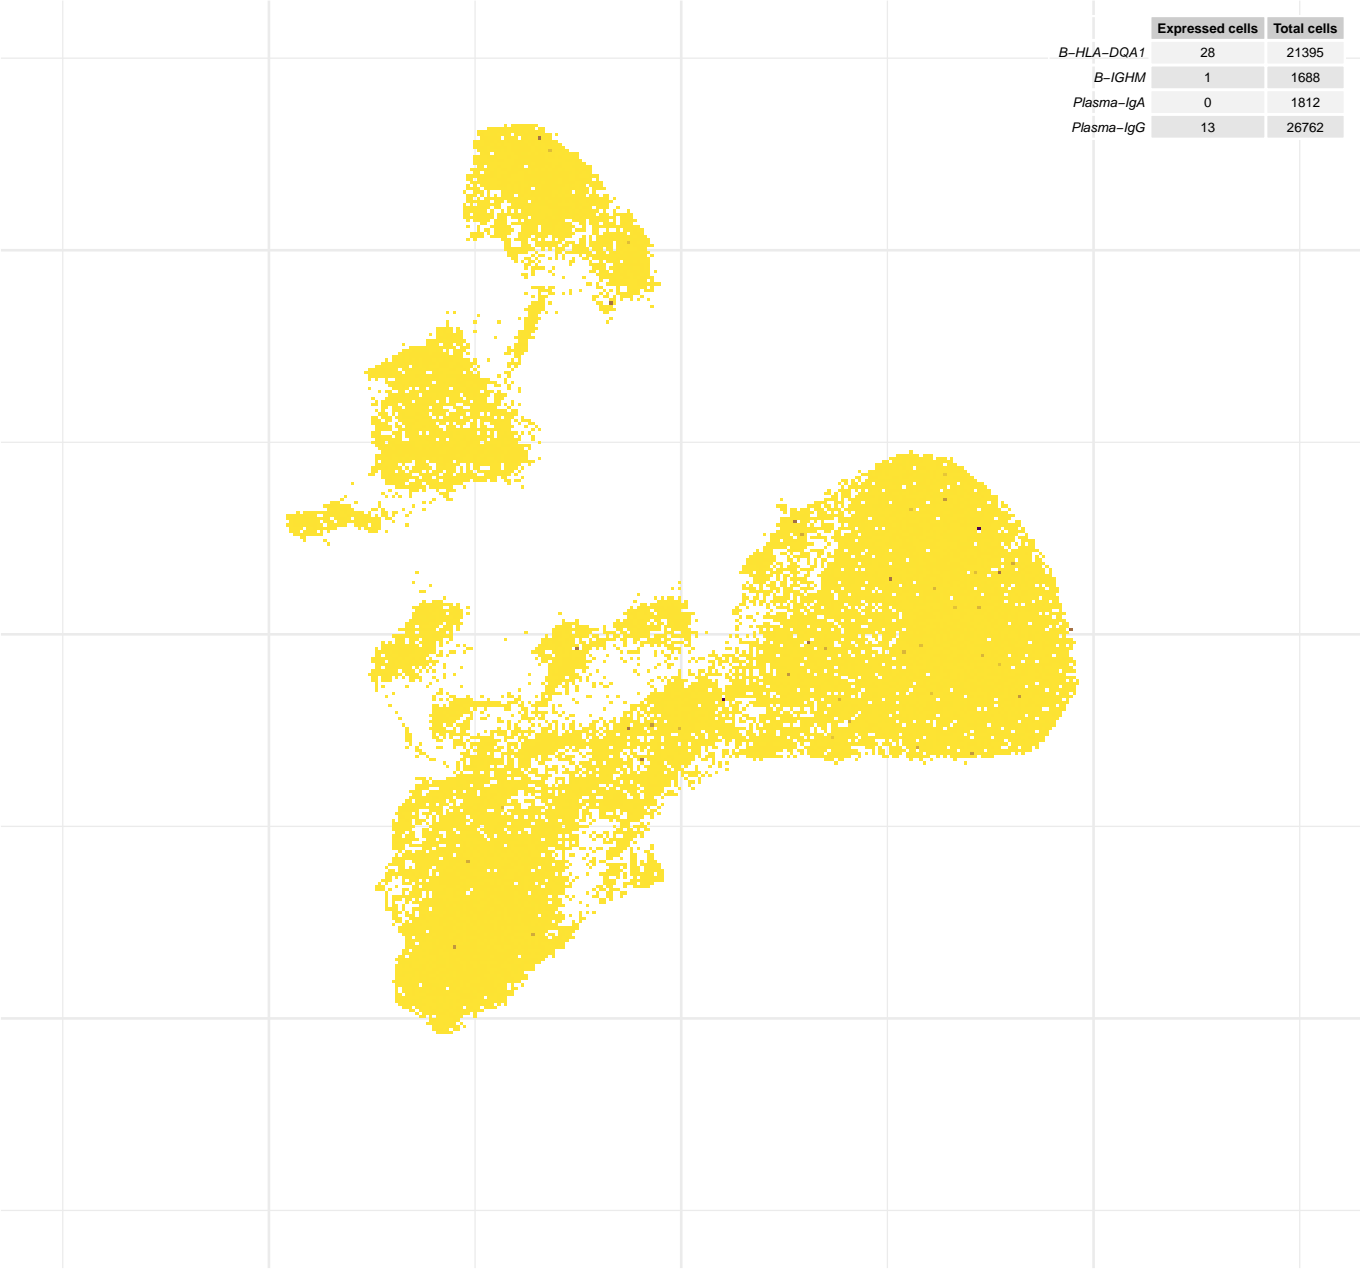 Expressed cells Total cells
B−HLA−DQA1 28 21395
B−IGHM 1 1688
Plasma−IgA 0 1812
Plasma−IgG 13 26762